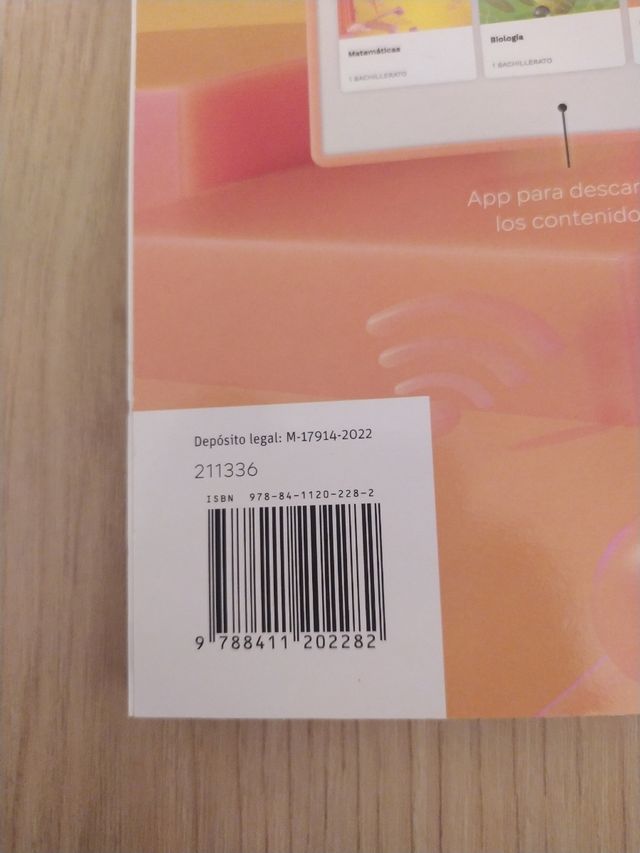 Matemáticas
1 BACHILLERATO
Biología
1 BACHILLERATO
App para descar
los contenido
Depósito legal: M-17914-2022
211336
ISBN 978-84-1120-228-2
9 788411 202282